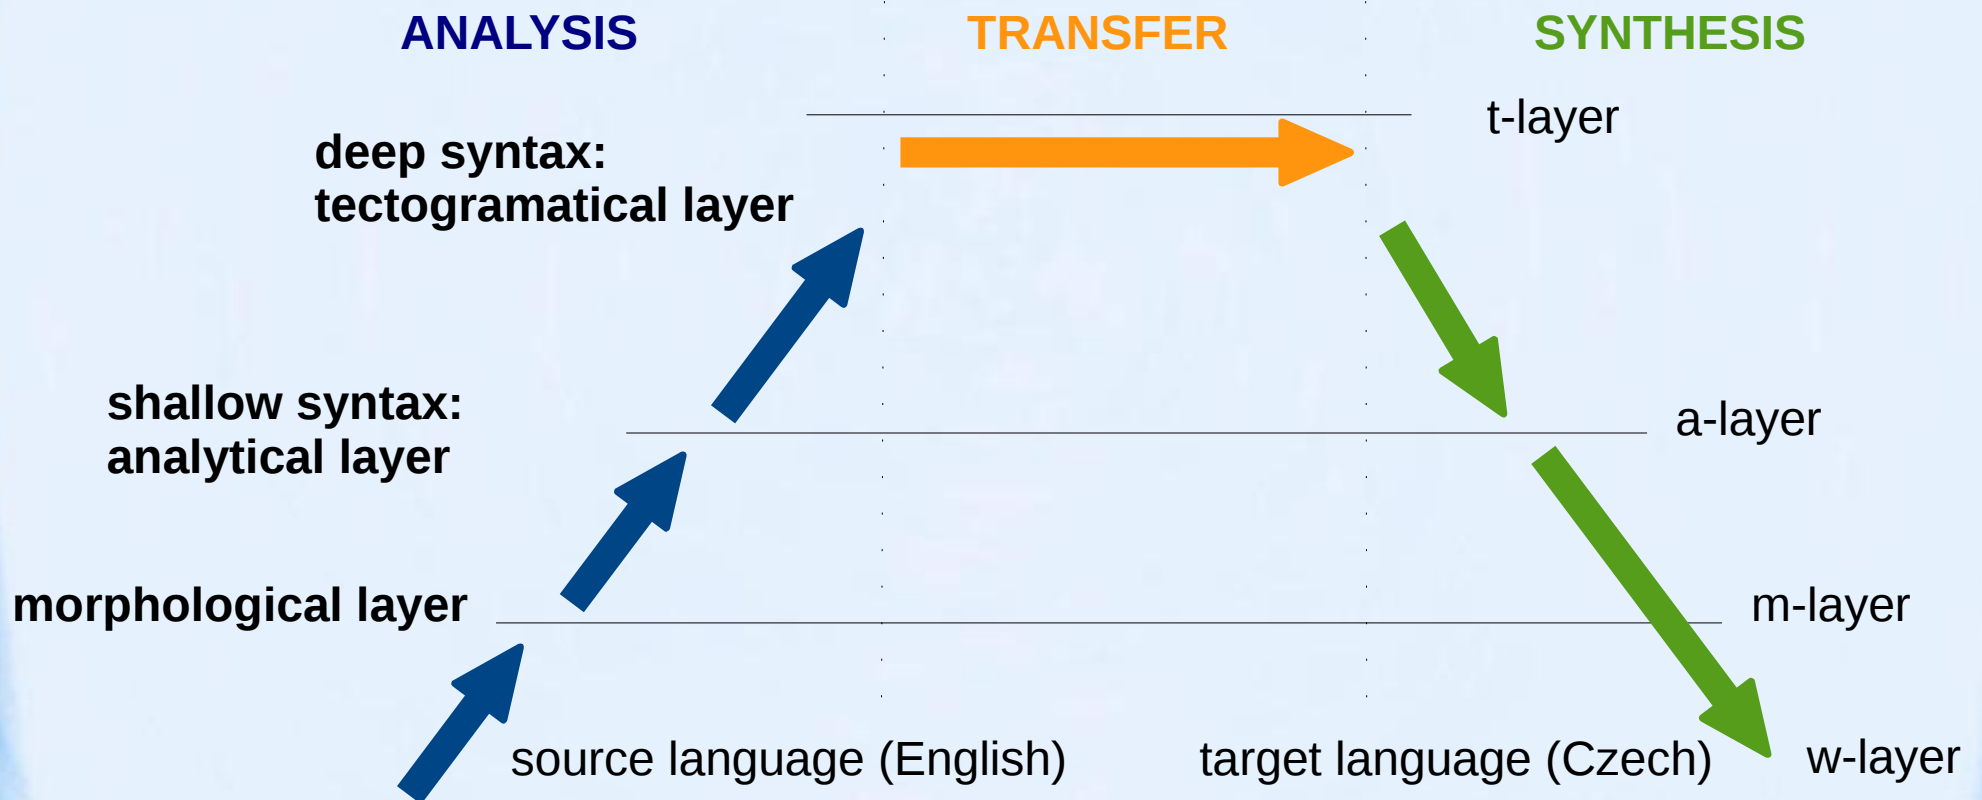 ANALYSIS
TRANSFER
SYNTHESIS
t-layer
deep syntax:
tectogramatical layer
shallow syntax:
analytical layer
a-layer
morphological layer
m-layer
source language (English)
target language (Czech)
w-layer